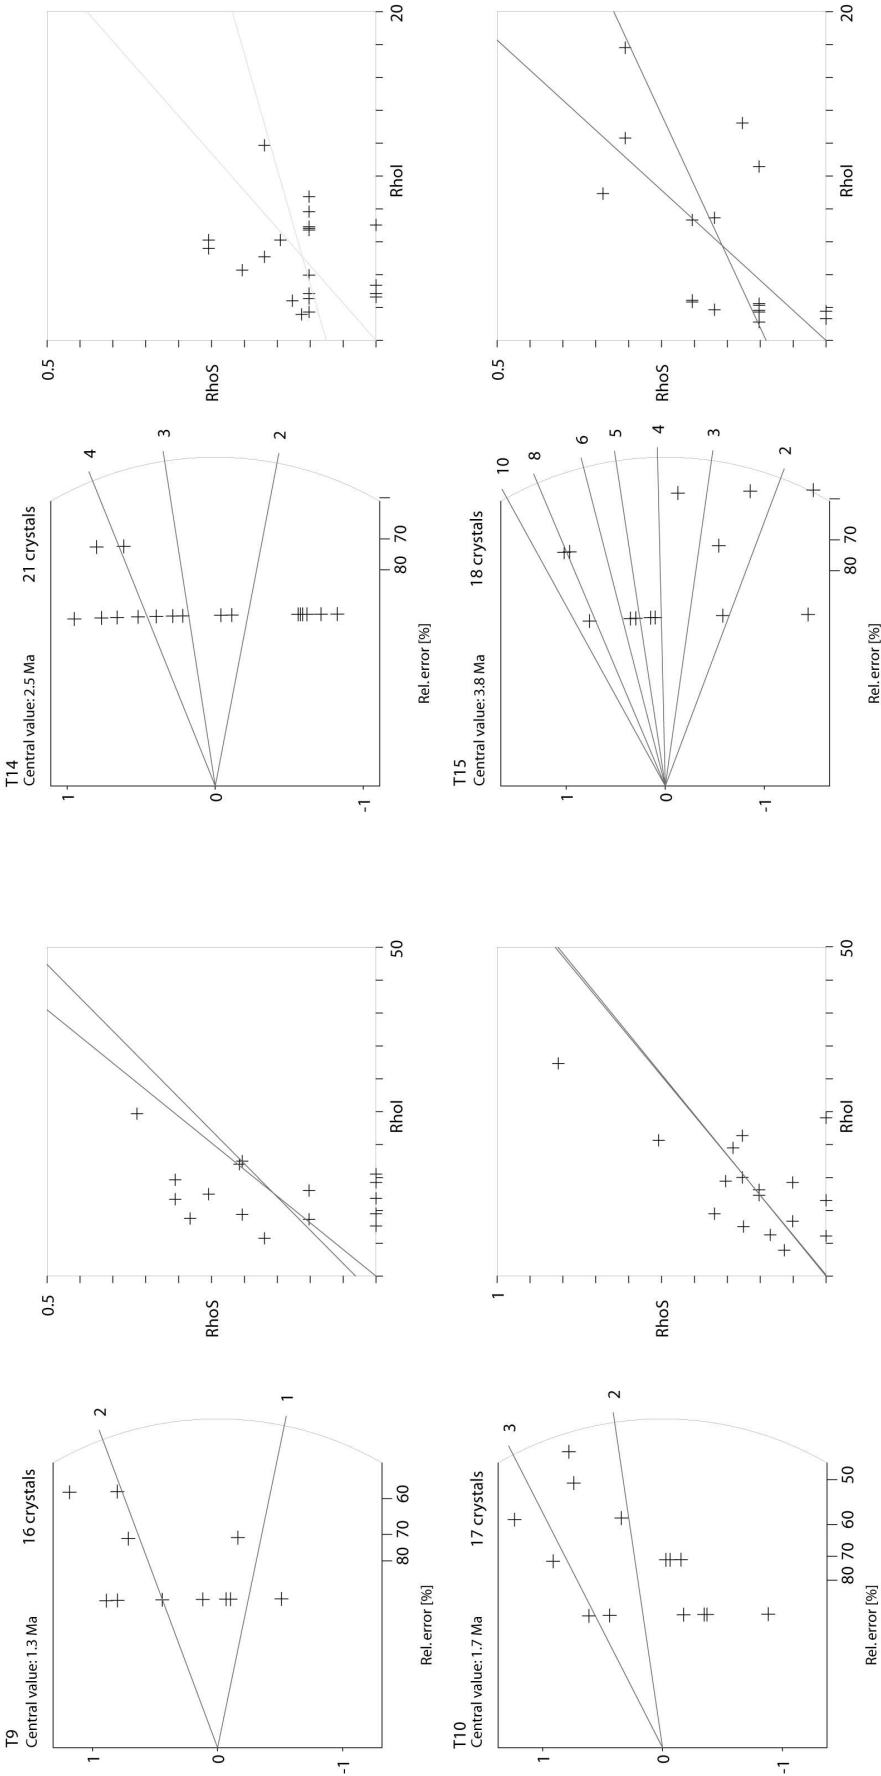 T9
Central value: 1.3 Ma
16 crystals
1
0
-1
2
1
80 70 60
Rel. error [%]
0.5
RhoS
RhoI
50
T14
Central value: 2.5 Ma
21 crystals
1
0
-1
4
3
2
80 70
Rel. error [%]
0.5
RhoS
RhoI
20
T10
Central value: 1.7 Ma
17 crystals
1
0
-1
3
2
80 70 60 50
Rel. error [%]
1
RhoS
RhoI
50
T15
Central value: 3.8 Ma
18 crystals
1
0
-1
10
8
6
5
4
3
2
80 70
Rel. error [%]
0.5
RhoS
RhoI
20